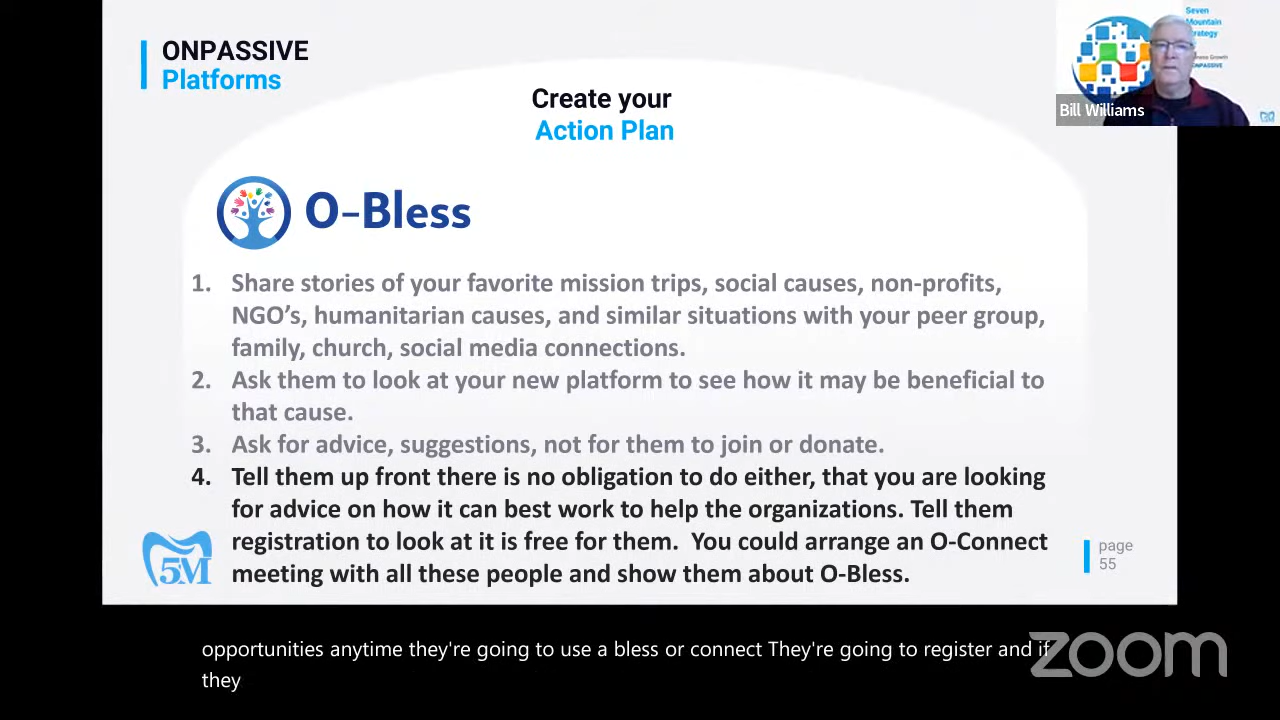 ONPASSIVE
Platforms
Create your
Action Plan
Seven
Mountain
Strategy
ONPASSIVE
Bill Williams
O-Bless
1. Share stories of your favorite mission trips, social causes, non-profits,
NGO’s, humanitarian causes, and similar situations with your peer group,
family, church, social media connections.
2. Ask them to look at your new platform to see how it may be beneficial to
that cause.
3. Ask for advice, suggestions, not for them to join or donate.
4. Tell them up front there is no obligation to do either, that you are looking
for advice on how it can best work to help the organizations. Tell them
registration to look at it is free for them.  You could arrange an O-Connect
meeting with all these people and show them about O-Bless.
5M
page
55
opportunities anytime they're going to use a bless or connect They're going to register and if
they
zoom